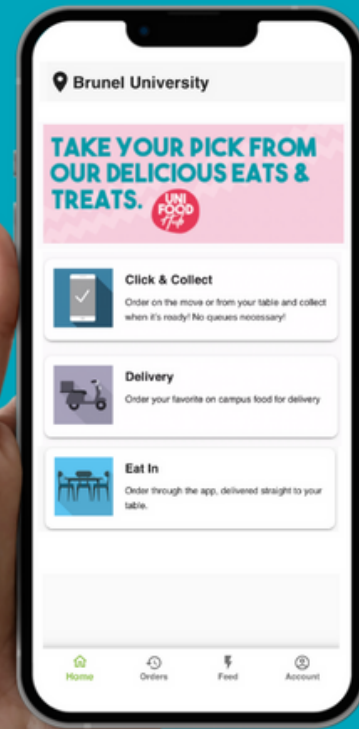 Brunel University
TAKE YOUR PICK FROM
OUR DELICIOUS EATS &
TREATS.
UNI
FOOD
Hub
Click & Collect
Order on the move or from your table and collect
when it's ready! No queues necessary!
Delivery
Order your favorite on campus food for delivery
Eat In
Order through the app, delivered straight to your
table.
Home
Orders
Feed
Account